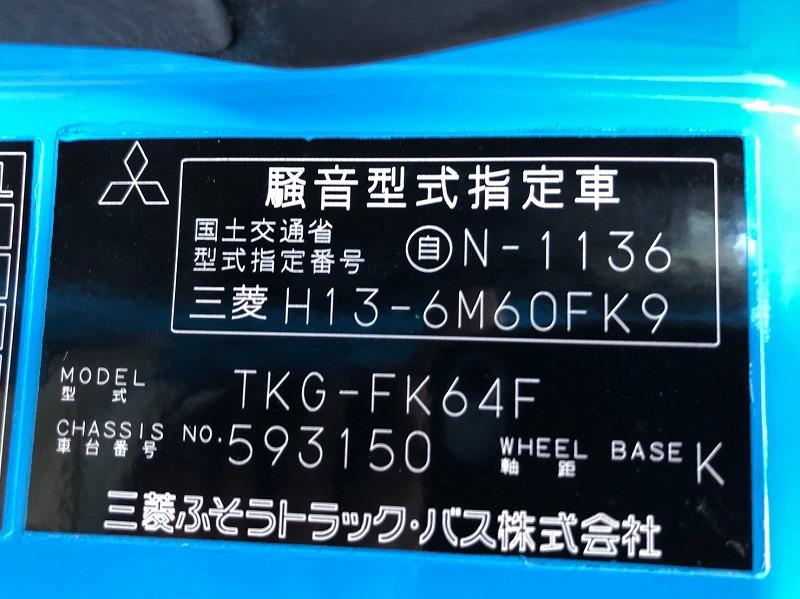 騒音型式指定車
国土交通省
型式指定番号 自 N-1136
三菱 H13-6M60FK9
MODEL
型式 TKG-FK64F
CHASSIS NO.
車台番号 593150
WHEEL BASE
軸距 K
三菱ふそうトラック・バス株式会社